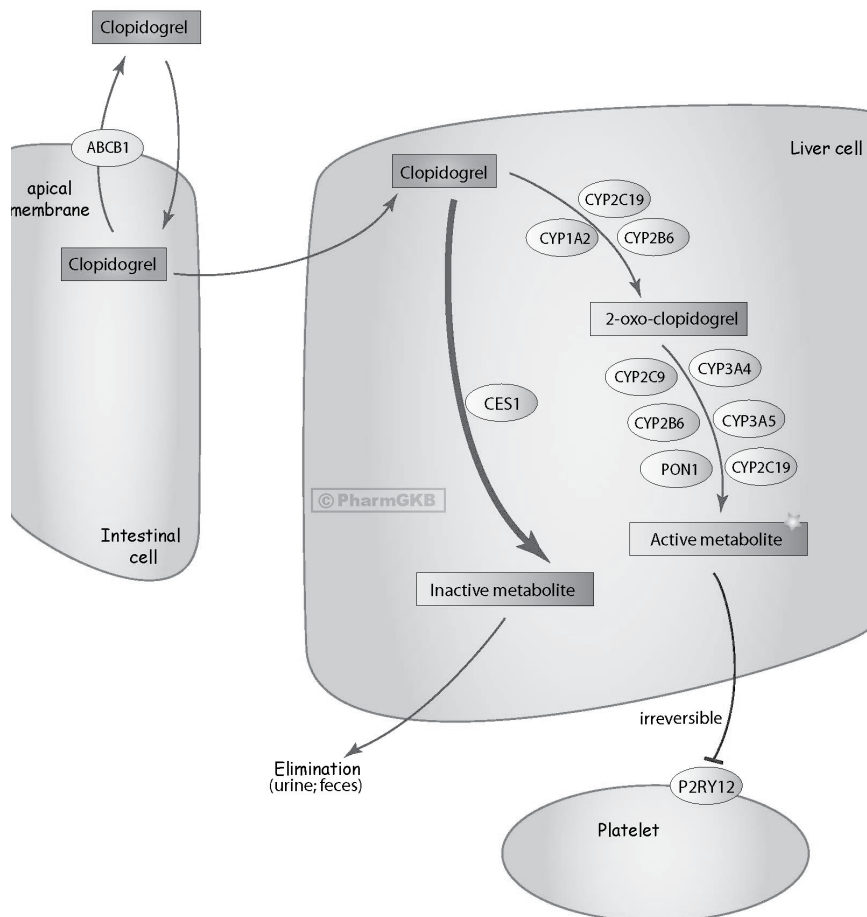 Clopidogrel
ABCB1
apical
membrane
Clopidogrel
Intestinal
cell
Liver cell
Clopidogrel
CYP2C19
CYP1A2
CYP2B6
2-oxo-clopidogrel
CYP2C9
CYP3A4
CYP2B6
CYP3A5
PON1
CYP2C19
CES1
© PharmGKB
Active metabolite
Inactive metabolite
irreversible
Elimination
(urine; feces)
P2RY12
Platelet